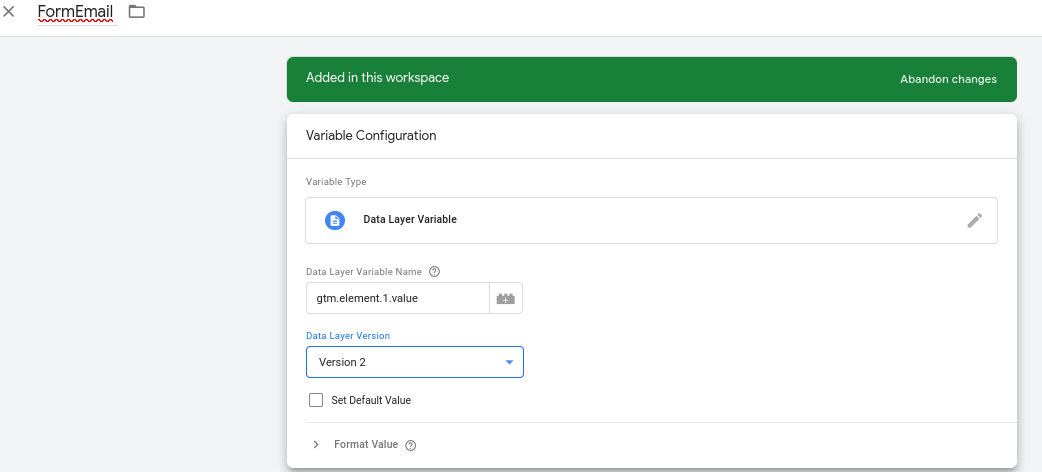 FormEmail
Added in this workspace
Abandon changes
Variable Configuration
Variable Type
Data Layer Variable
Data Layer Variable Name
gtm.element.1.value
Data Layer Version
Version 2
Set Default Value
Format Value